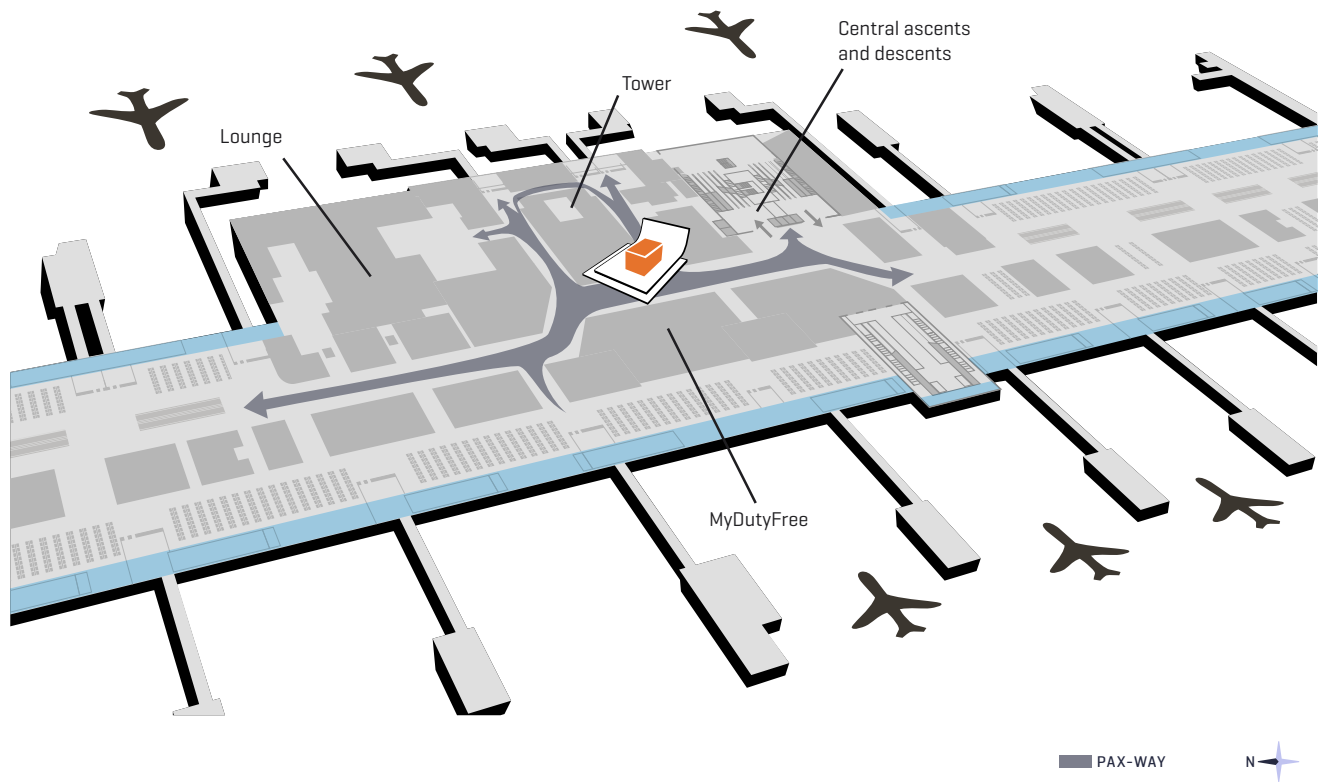 Central ascents
and descents
Tower
Lounge
MyDutyFree
PAX-WAY
N